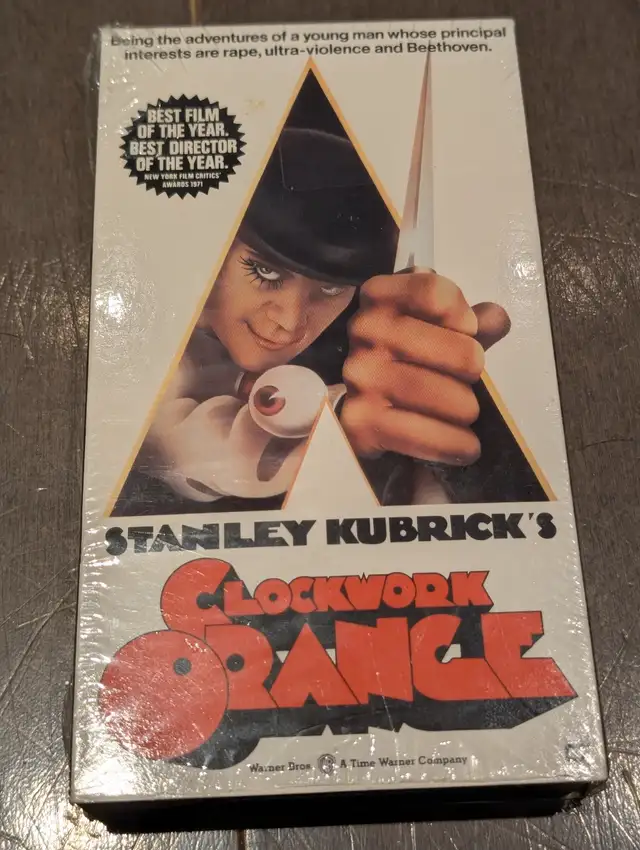 Being the adventures of a young man whose principal
interests are rape, ultra-violence and Beethoven.
BEST FILM
OF THE YEAR.
BEST DIRECTOR
OF THE YEAR.
NEW YORK FILM CRITICS'
AWARDS 1971
STANLEY KUBRICK'S
CLOCKWORK
ORANGE
Warner Bros
A Time Warner Company